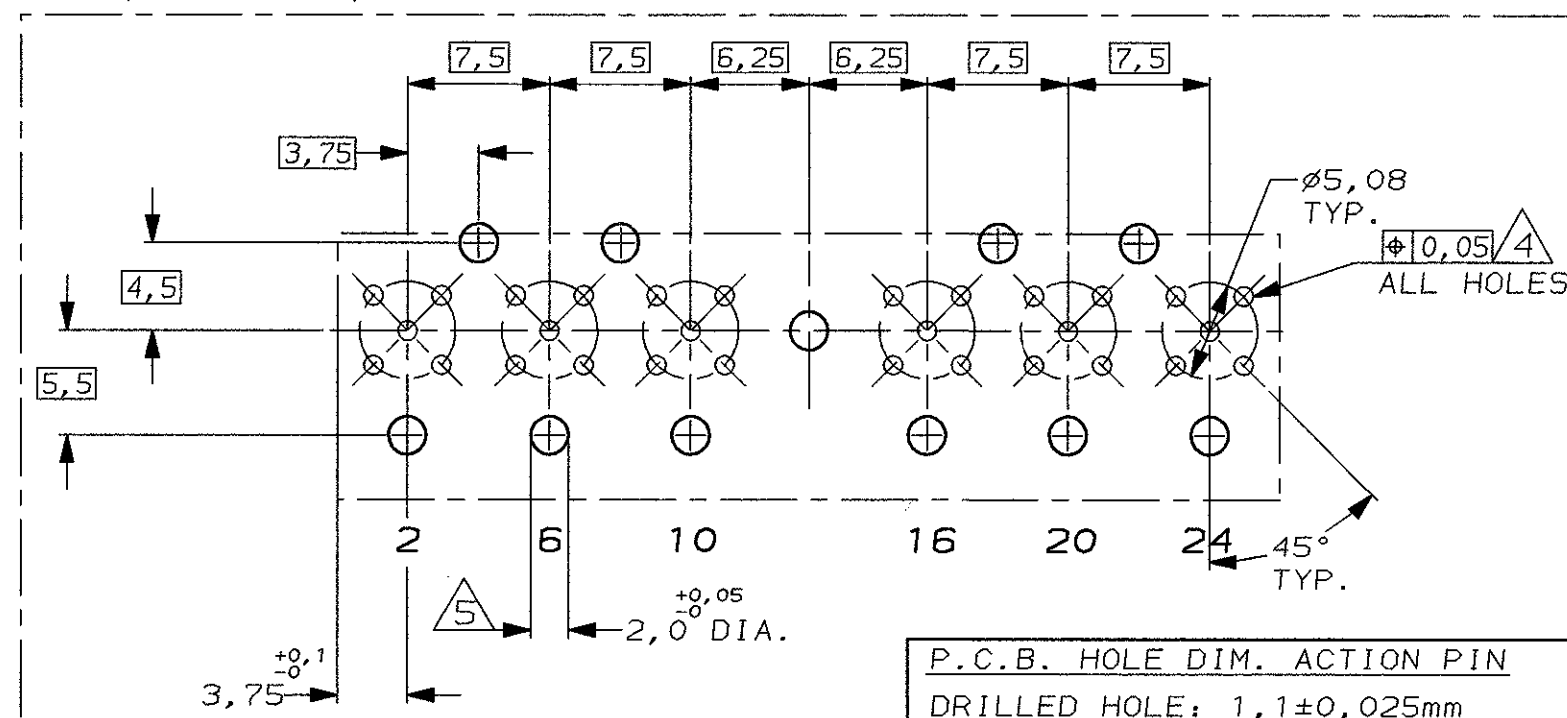 7,5 7,5 6,25 6,25 7,5 7,5
3,75
ø5,08
TYP.
⌖ 0,05 4
ALL HOLES
4,5
5,5
2 6 10 16 20 24
45°
TYP.
5
+0,05
-0
2,0 DIA.
+0,1
-0
3,75
P.C.B. HOLE DIM. ACTION PIN
DRILLED HOLE: 1,1±0,025mm